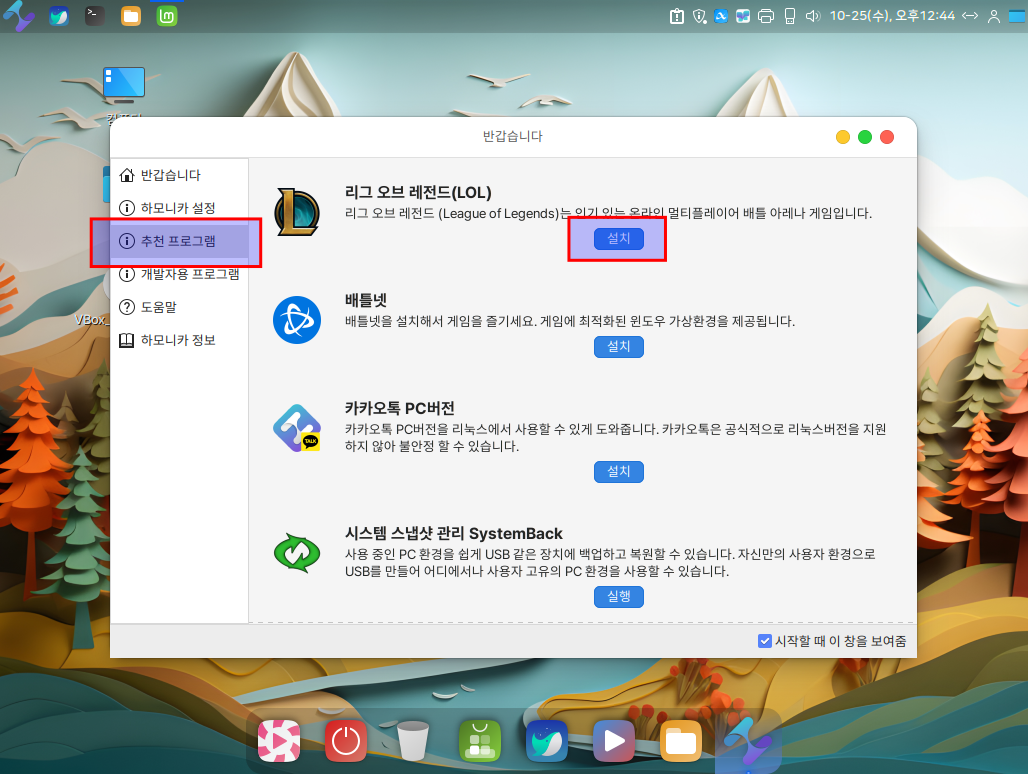 10-25(수), 오후12:44
반갑습니다
반갑습니다
하모니카 설정
추천 프로그램
개발자용 프로그램
도움말
하모니카 정보
VBox_
리그 오브 레전드(LOL)
리그 오브 레전드 (League of Legends)는 인기 있는 온라인 멀티플레이어 배틀 아레나 게임입니다.
설치
배틀넷
배틀넷을 설치해서 게임을 즐기세요. 게임에 최적화된 윈도우 가상환경을 제공됩니다.
설치
TALK
카카오톡 PC버전
카카오톡 PC버전을 리눅스에서 사용할 수 있게 도와줍니다. 카카오톡은 공식적으로 리눅스버전을 지원
하지 않아 불안정 할 수 있습니다.
설치
시스템 스냅샷 관리 SystemBack
사용 중인 PC 환경을 쉽게 USB 같은 장치에 백업하고 복원할 수 있습니다. 자신만의 사용자 환경으로
USB를 만들어 어디에서나 사용자 고유의 PC 환경을 사용할 수 있습니다.
실행
시작할 때 이 창을 보여줌